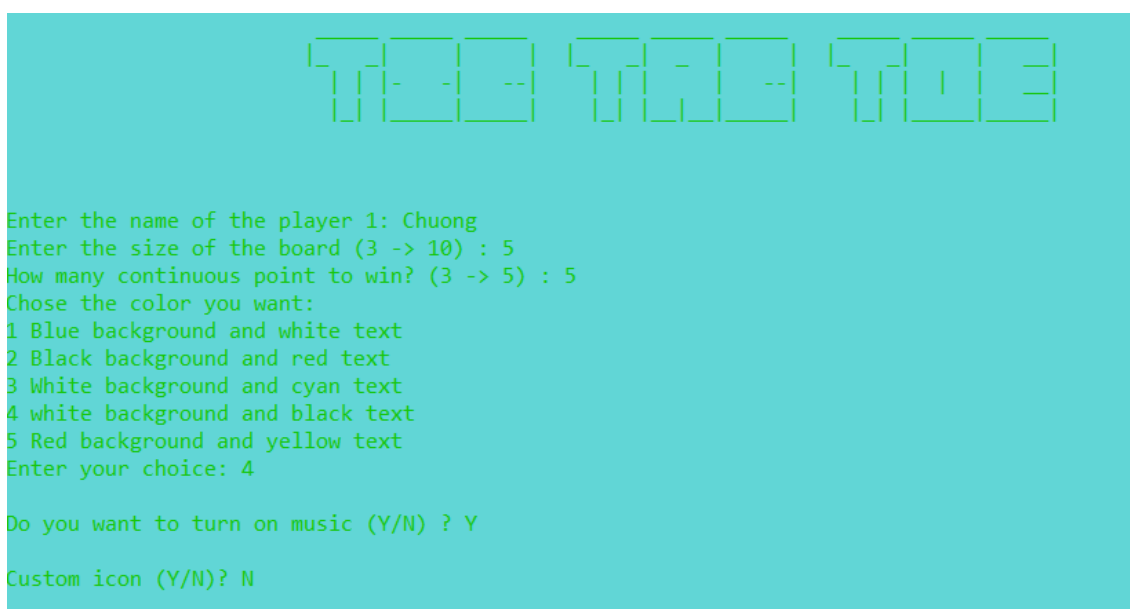 TIC TAC TOE
Enter the name of the player 1: Chuong
Enter the size of the board (3 -> 10) : 5
How many continuous point to win? (3 -> 5) : 5
Chose the color you want:
1 Blue background and white text
2 Black background and red text
3 White background and cyan text
4 white background and black text
5 Red background and yellow text
Enter your choice: 4
Do you want to turn on music (Y/N) ? Y
Custom icon (Y/N)? N